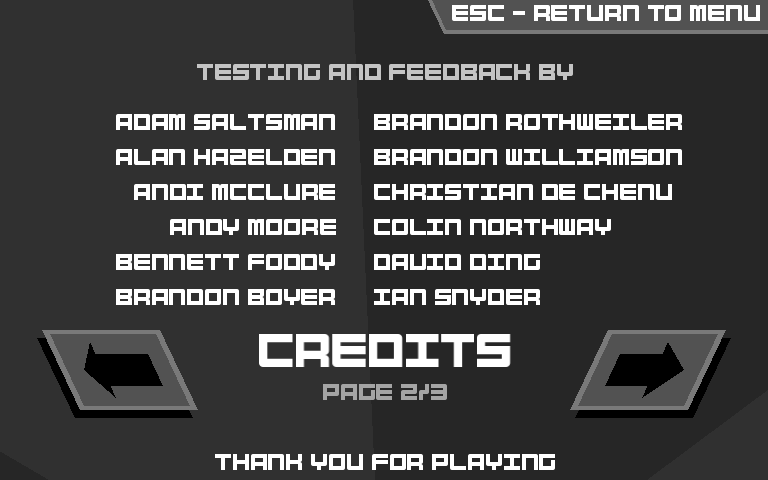 ESC - RETURN TO MENU
TESTING AND FEEDBACK BY
ADAM SALTSMAN
ALAN HAZELDEN
ANDI MCCLURE
ANDY MOORE
BENNETT FODDY
BRANDON BOYER
BRANDON ROTHWEILER
BRANDON WILLIAMSON
CHRISTIAN DE CHENU
COLIN NORTHWAY
DAVID DING
IAN SNYDER
CREDITS
PAGE 2/3
THANK YOU FOR PLAYING